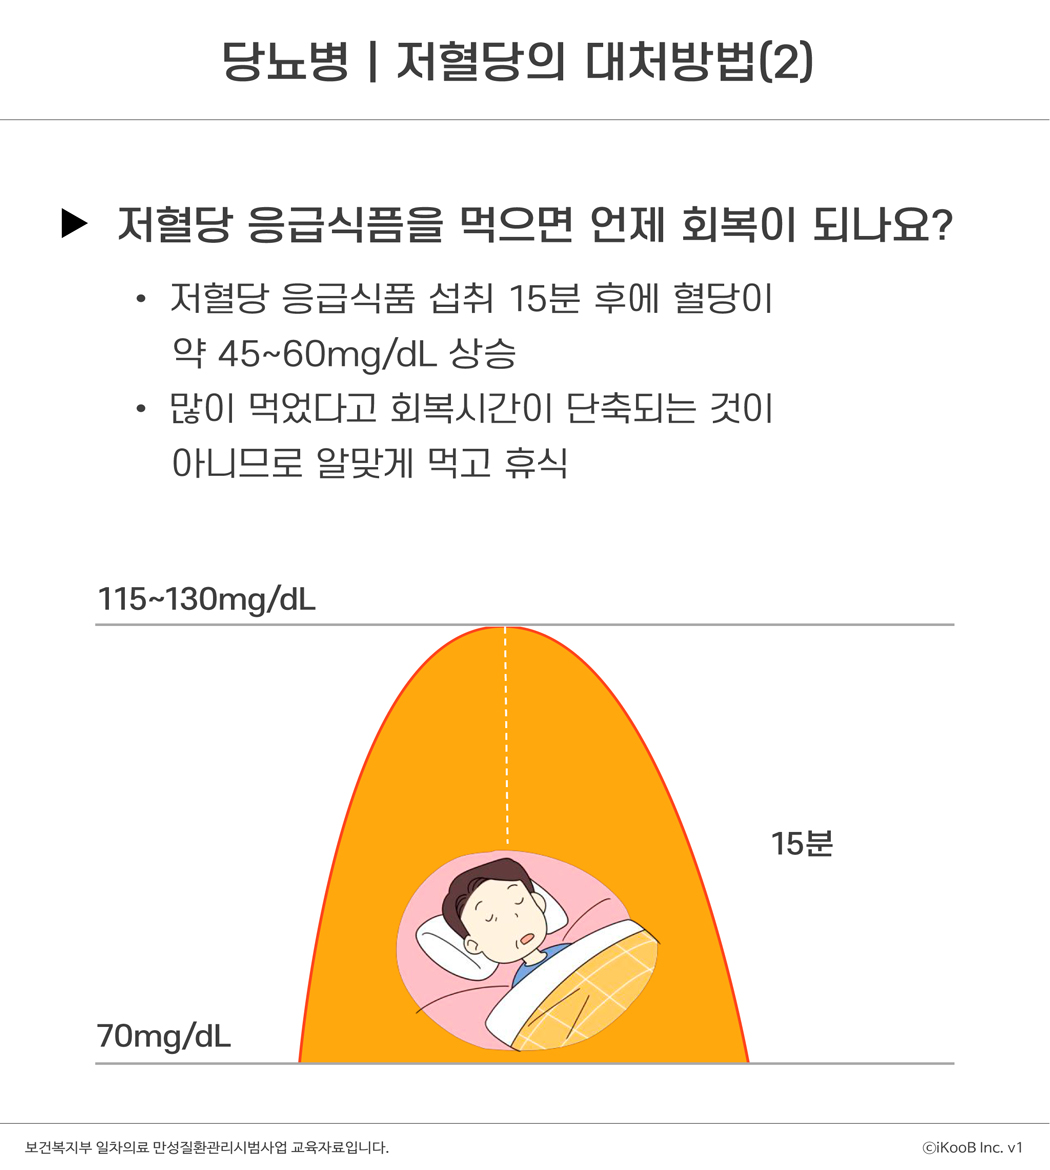 당뇨병 | 저혈당의 대처방법(2)
▶ 저혈당 응급식픔을 먹으면 언제 회복이 되나요?
• 저혈당 응급식품 섭취 15분 후에 혈당이
약 45~60mg/dL 상승
• 많이 먹었다고 회복시간이 단축되는 것이
아니므로 알맞게 먹고 휴식
115~130mg/dL
15분
70mg/dL
보건복지부 일차의료 만성질환관리시범사업 교육자료입니다.
ⓒiKooB Inc. v1